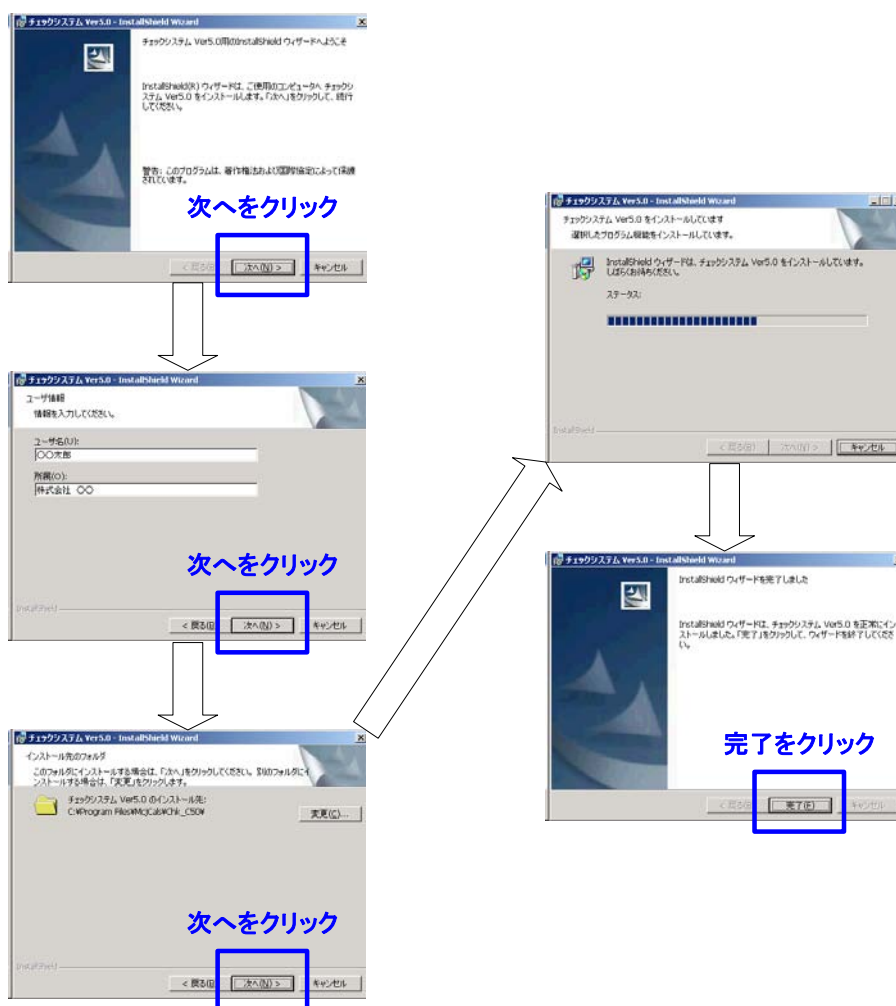 チェックシステム Ver5.0 - InstallShield Wizard
チェックシステム Ver5.0用のInstallShield ウィザードへようこそ
InstallShield(R) ウィザードは、ご使用のコンピュータへ チェックシ
ステム Ver5.0 をインストールします。「次へ」をクリックして、続行
してください。
警告: このプログラムは、著作権法および国際協定によって保護
されています。
次へをクリック
< 戻る(B) 次へ(N) > キャンセル
チェックシステム Ver5.0 - InstallShield Wizard
ユーザ情報
情報を入力してください。
ユーザ名(U):
〇〇太郎
所属(O):
株式会社 〇〇
次へをクリック
InstallShield
< 戻る(B) 次へ(N) > キャンセル
チェックシステム Ver5.0 - InstallShield Wizard
インストール先のフォルダ
このフォルダにインストールする場合は、「次へ」をクリックしてください。別のフォルダにイ
ンストールする場合は、「変更」をクリックします。
チェックシステム Ver5.0 のインストール先:
C:¥Program Files¥McjCals¥Chk_C50¥
変更(C)...
次へをクリック
InstallShield
< 戻る(B) 次へ(N) > キャンセル
チェックシステム Ver5.0 - InstallShield Wizard
チェックシステム Ver5.0 をインストールしています
選択したプログラム機能をインストールしています。
InstallShield ウィザードは、チェックシステム Ver5.0 をインストールしています。
しばらくお待ちください。
ステータス:
InstallShield
< 戻る(B) 次へ(N) > キャンセル
チェックシステム Ver5.0 - InstallShield Wizard
InstallShield ウィザードを完了しました
InstallShield ウィザードは、チェックシステム Ver5.0 を正常にイン
ストールしました。「完了」をクリックして、ウィザードを終了してくださ
い。
完了をクリック
< 戻る(B) 完了(F) キャンセル